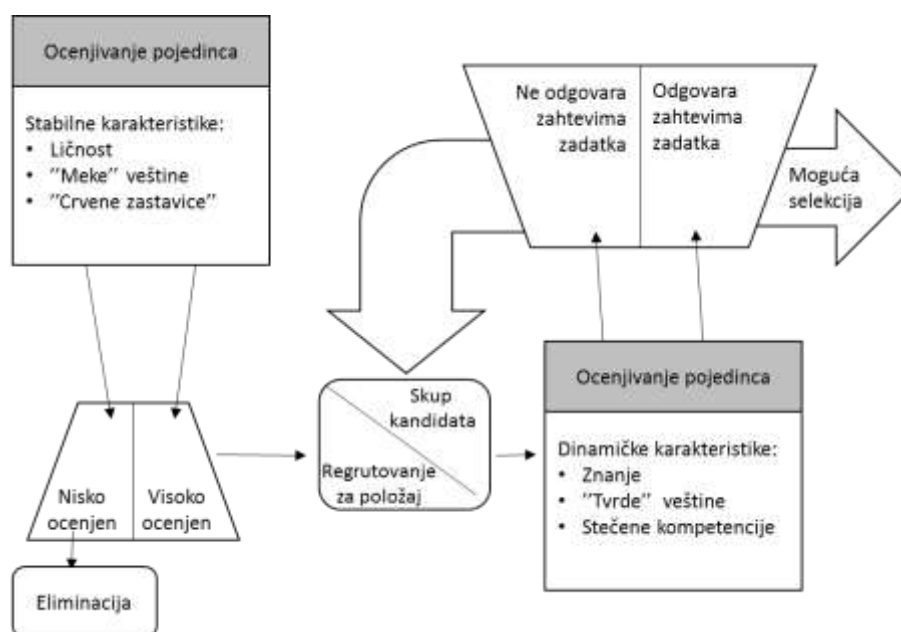 Ocenjivanje pojedinca
Stabilne karakteristike:
• Ličnost
• ”Meke” veštine
• ”Crvene zastavice”
Nisko
ocenjen
Visoko
ocenjen
Eliminacija
Skup
kandidata
Regrutovanje
za položaj
Ocenjivanje pojedinca
Dinamičke karakteristike:
• Znanje
• ”Tvrde” veštine
• Stečene kompetencije
Ne odgovara
zahtevima
zadatka
Odgovara
zahtevima
zadatka
Moguća
selekcija